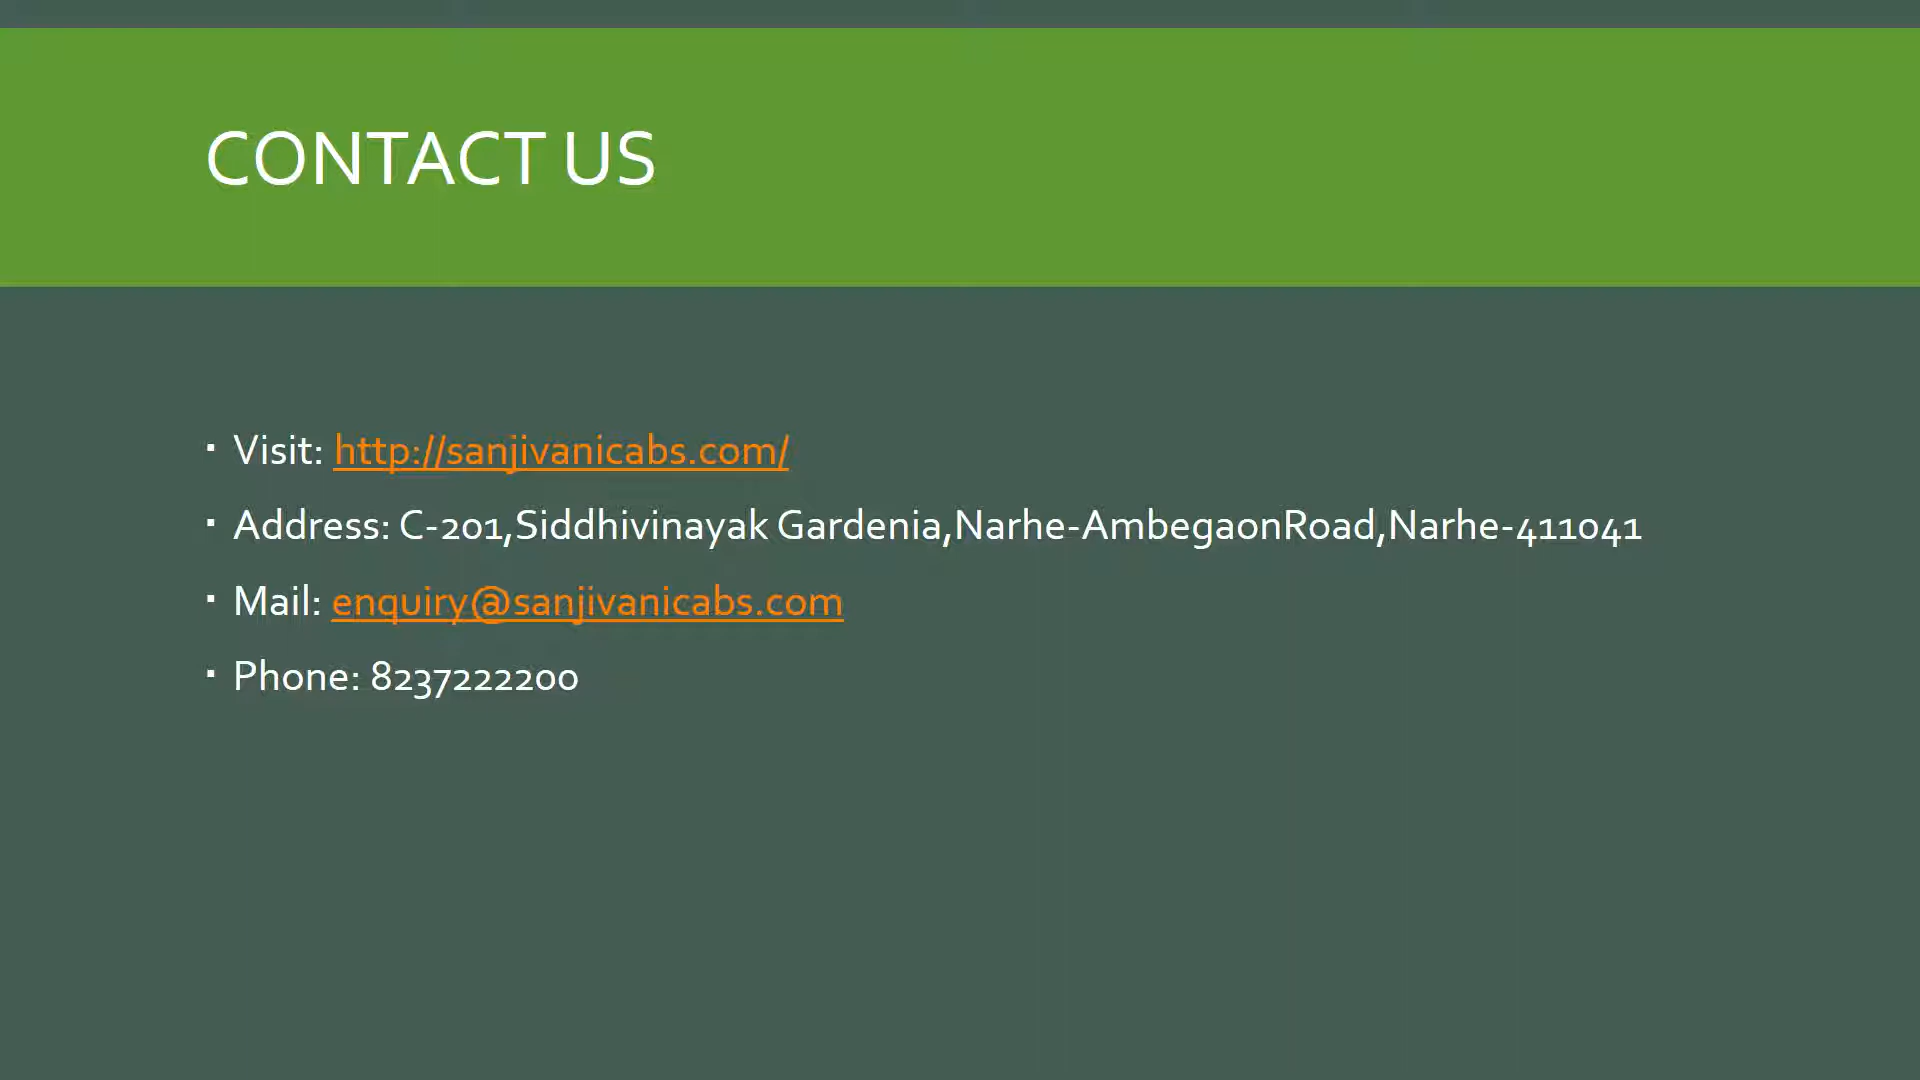 CONTACT US
▪ Visit: http://sanjivanicabs.com/
▪ Address: C-201,Siddhivinayak Gardenia,Narhe-AmbegaonRoad,Narhe-411041
▪ Mail: enquiry@sanjivanicabs.com
▪ Phone: 8237222200